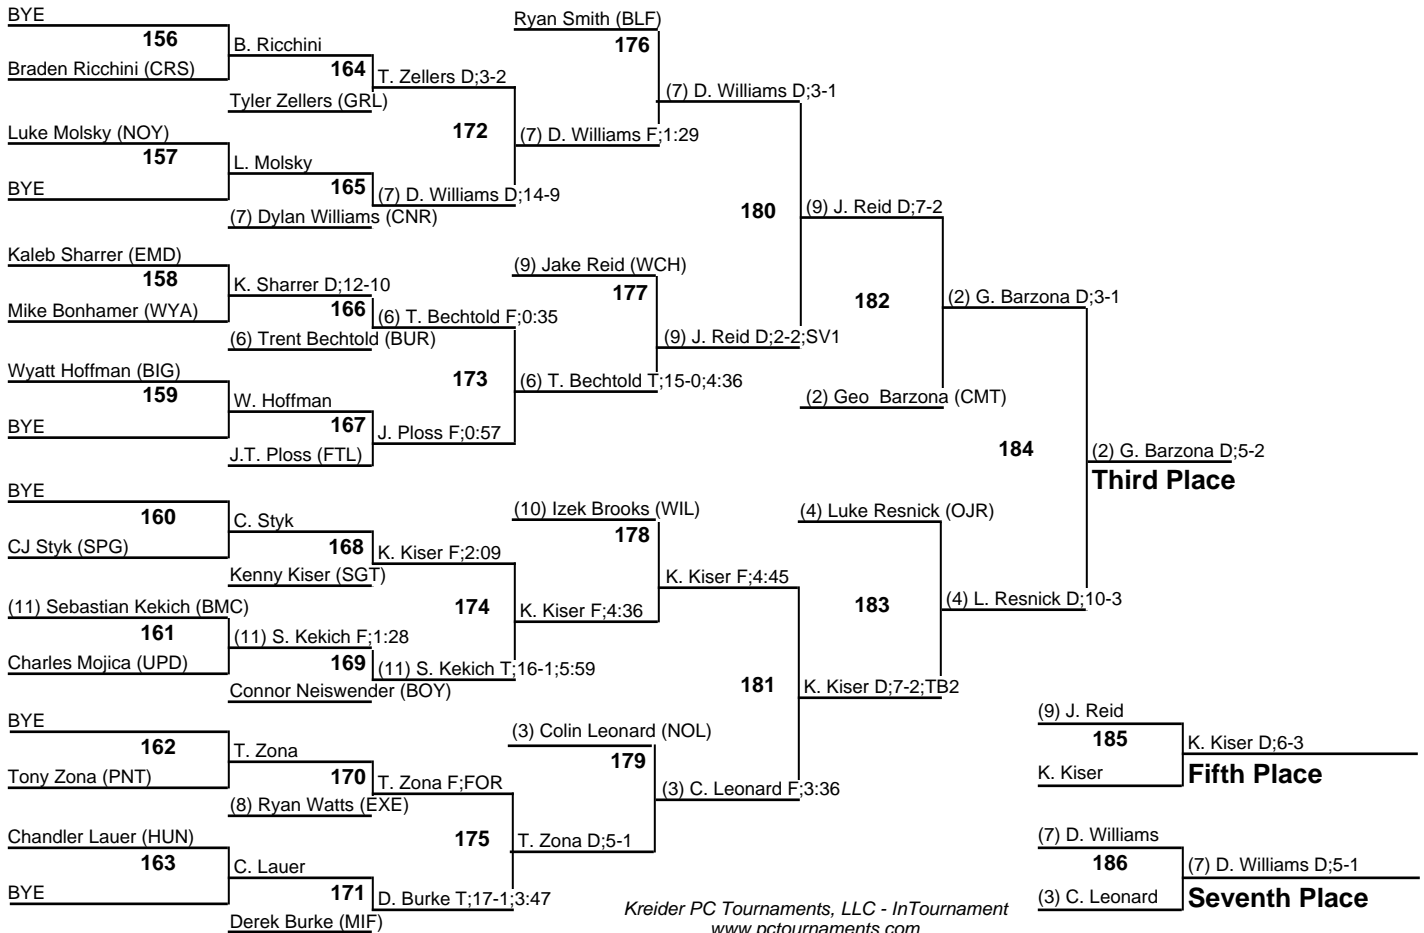 BYE
156
Braden Ricchini (CRS)
B. Ricchini
164
Tyler Zellers (GRL)
T. Zellers D;3-2
Luke Molsky (NOY)
157
BYE
L. Molsky
165
(7) Dylan Williams (CNR)
(7) D. Williams D;14-9
172
(7) D. Williams F;1:29
Ryan Smith (BLF)
176
(7) D. Williams D;3-1
Kaleb Sharrer (EMD)
158
Mike Bonhamer (WYA)
K. Sharrer D;12-10
166
(6) Trent Bechtold (BUR)
(6) T. Bechtold F;0:35
Wyatt Hoffman (BIG)
159
BYE
W. Hoffman
167
J.T. Ploss (FTL)
J. Ploss F;0:57
173
(6) T. Bechtold T;15-0;4:36
(9) Jake Reid (WCH)
177
(9) J. Reid D;2-2;SV1
180
(9) J. Reid D;7-2
182
(2) Geo  Barzona (CMT)
(2) G. Barzona D;3-1
BYE
160
CJ Styk (SPG)
C. Styk
168
Kenny Kiser (SGT)
K. Kiser F;2:09
(11) Sebastian Kekich (BMC)
161
Charles Mojica (UPD)
(11) S. Kekich F;1:28
169
Connor Neiswender (BOY)
(11) S. Kekich T;16-1;5:59
174
K. Kiser F;4:36
(10) Izek Brooks (WIL)
178
K. Kiser F;4:45
BYE
162
Tony Zona (PNT)
T. Zona
170
(8) Ryan Watts (EXE)
T. Zona F;FOR
Chandler Lauer (HUN)
163
BYE
C. Lauer
171
Derek Burke (MIF)
D. Burke T;17-1;3:47
175
T. Zona D;5-1
(3) Colin Leonard (NOL)
179
(3) C. Leonard F;3:36
181
K. Kiser D;7-2;TB2
(4) Luke Resnick (OJR)
183
(4) L. Resnick D;10-3
184
(2) G. Barzona D;5-2
Third Place
(9) J. Reid
185
K. Kiser
K. Kiser D;6-3
Fifth Place
(7) D. Williams
186
(3) C. Leonard
(7) D. Williams D;5-1
Seventh Place
Kreider PC Tournaments, LLC - InTournament
www.pctournaments.com